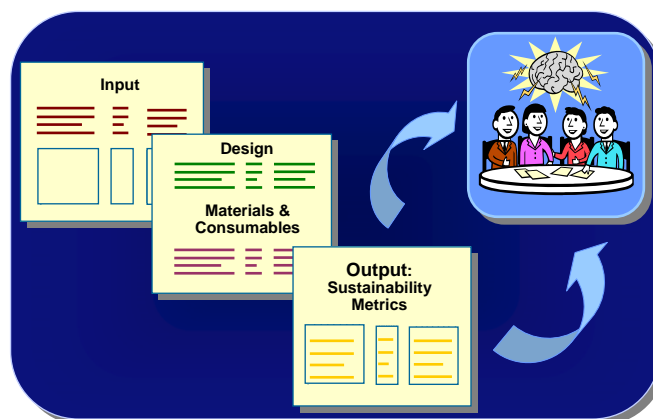 Input
Design
Materials &
Consumables
Output:
Sustainability
Metrics